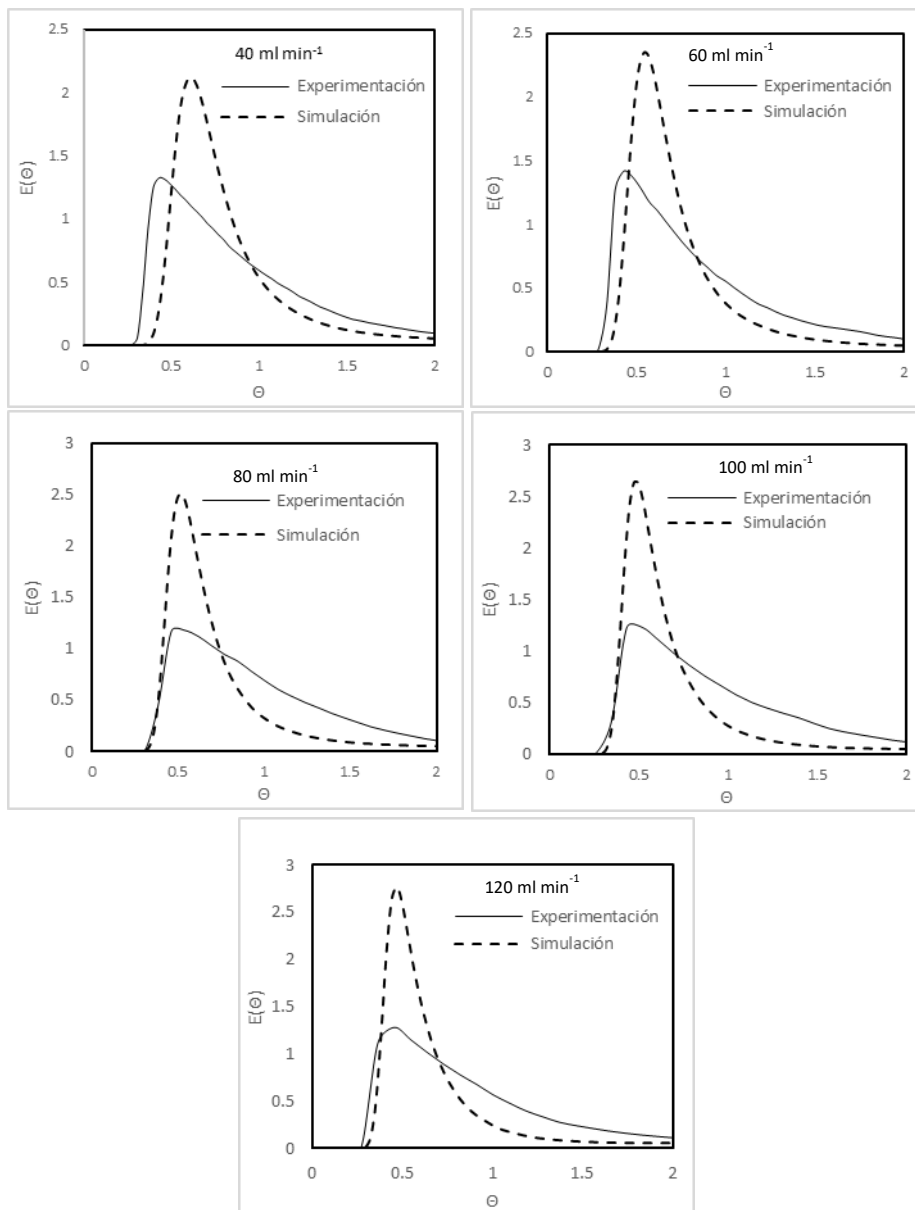 40 ml min⁻¹
Experimentación
Simulación
E(Θ)
2.5
2
1.5
1
0.5
0
0 0.5 1 1.5 2
Θ
60 ml min⁻¹
Experimentación
Simulación
E(Θ)
2.5
2
1.5
1
0.5
0
0 0.5 1 1.5 2
Θ
80 ml min⁻¹
Experimentación
Simulación
E(Θ)
3
2.5
2
1.5
1
0.5
0
0 0.5 1 1.5 2
Θ
100 ml min⁻¹
Experimentación
Simulación
E(Θ)
3
2.5
2
1.5
1
0.5
0
0 0.5 1 1.5 2
Θ
120 ml min⁻¹
Experimentación
Simulación
E(Θ)
3
2.5
2
1.5
1
0.5
0
0 0.5 1 1.5 2
Θ